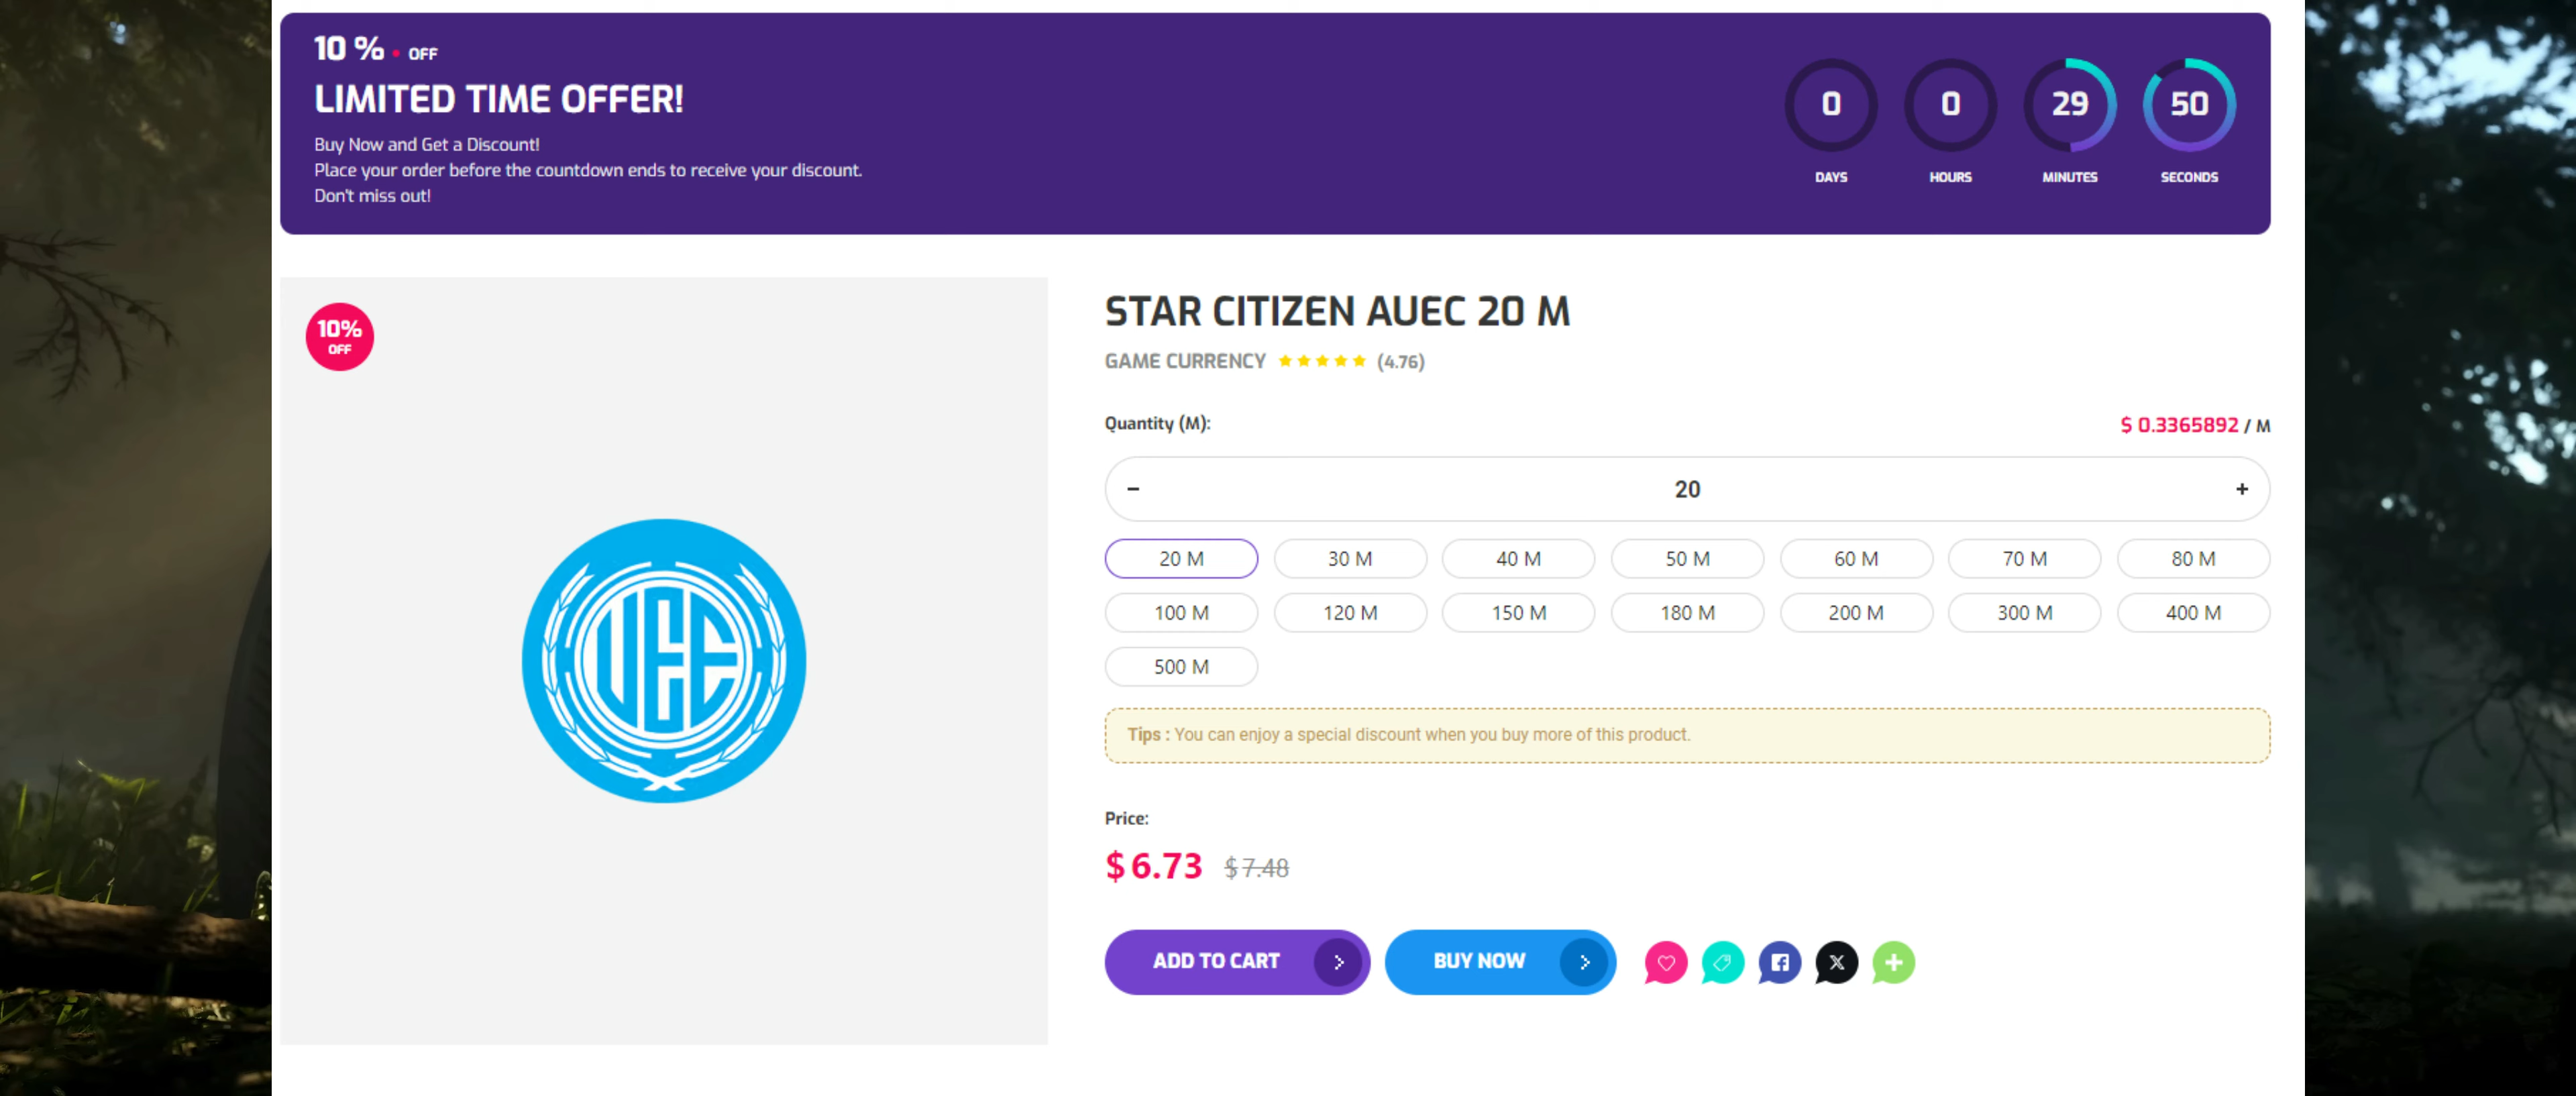 10 % • OFF
LIMITED TIME OFFER!
Buy Now and Get a Discount!
Place your order before the countdown ends to receive your discount.
Don't miss out!
0
0
29
50
DAYS
HOURS
MINUTES
SECONDS
10%
OFF
UEE
STAR CITIZEN AUEC 20 M
GAME CURRENCY ★★★★★ (4.76)
Quantity (M):
$ 0.3365892 / M
− 20 +
20 M
30 M
40 M
50 M
60 M
70 M
80 M
100 M
120 M
150 M
180 M
200 M
300 M
400 M
500 M
Tips : You can enjoy a special discount when you buy more of this product.
Price:
$ 6.73 $ 7.48
ADD TO CART
BUY NOW